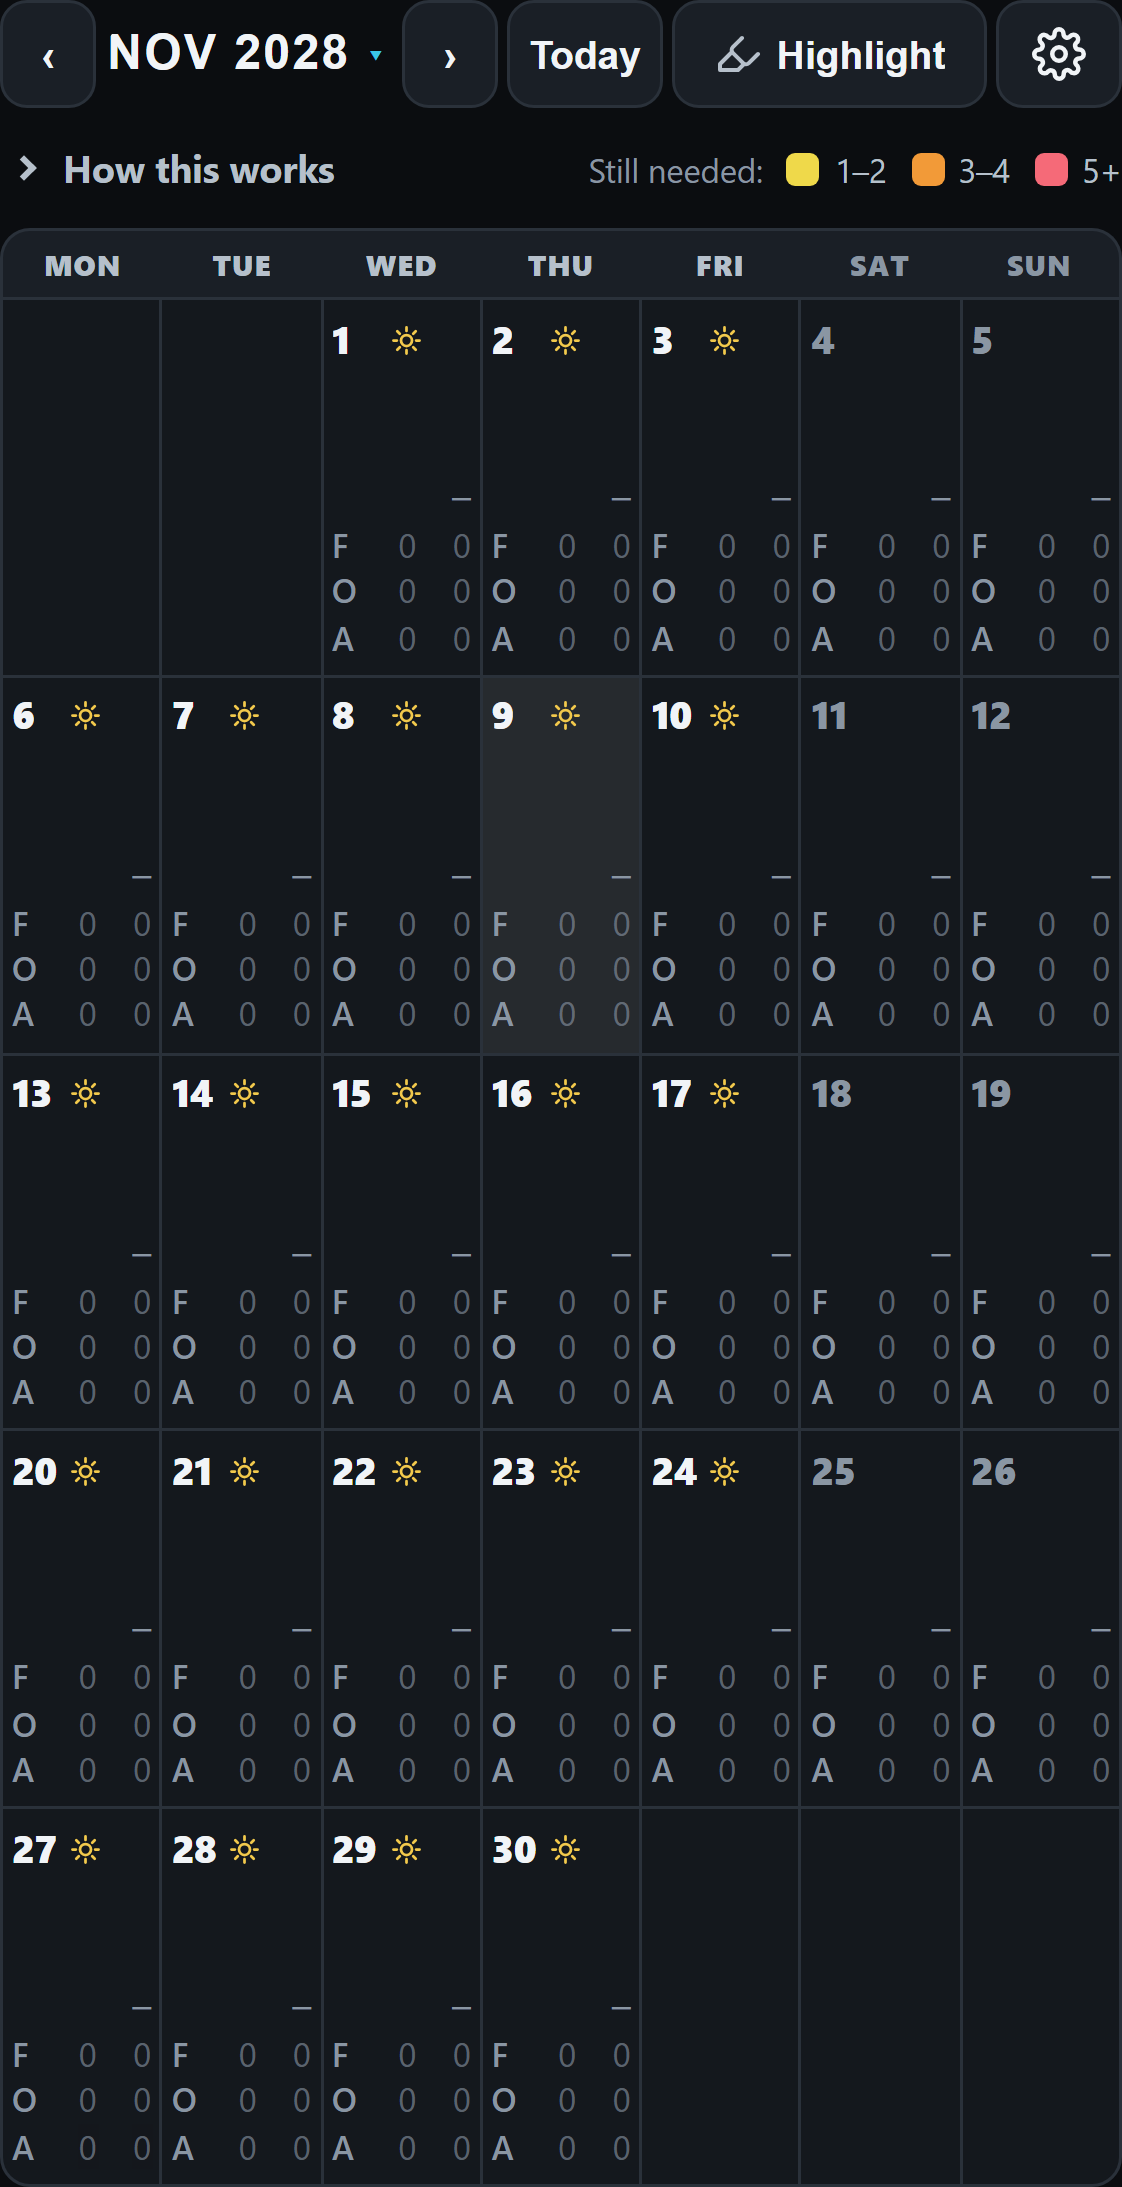 ‹ NOV 2028 ▾ › Today Highlight
How this works Still needed: 1–2 3–4 5+
MON TUE WED THU FRI SAT SUN
1 2 3 4 5
– – – – –
F 0 0 F 0 0 F 0 0 F 0 0 F 0 0
O 0 0 O 0 0 O 0 0 O 0 0 O 0 0
A 0 0 A 0 0 A 0 0 A 0 0 A 0 0
6 7 8 9 10 11 12
– – – – – – –
F 0 0 F 0 0 F 0 0 F 0 0 F 0 0 F 0 0 F 0 0
O 0 0 O 0 0 O 0 0 O 0 0 O 0 0 O 0 0 O 0 0
A 0 0 A 0 0 A 0 0 A 0 0 A 0 0 A 0 0 A 0 0
13 14 15 16 17 18 19
– – – – – – –
F 0 0 F 0 0 F 0 0 F 0 0 F 0 0 F 0 0 F 0 0
O 0 0 O 0 0 O 0 0 O 0 0 O 0 0 O 0 0 O 0 0
A 0 0 A 0 0 A 0 0 A 0 0 A 0 0 A 0 0 A 0 0
20 21 22 23 24 25 26
– – – – – – –
F 0 0 F 0 0 F 0 0 F 0 0 F 0 0 F 0 0 F 0 0
O 0 0 O 0 0 O 0 0 O 0 0 O 0 0 O 0 0 O 0 0
A 0 0 A 0 0 A 0 0 A 0 0 A 0 0 A 0 0 A 0 0
27 28 29 30
– – – –
F 0 0 F 0 0 F 0 0 F 0 0
O 0 0 O 0 0 O 0 0 O 0 0
A 0 0 A 0 0 A 0 0 A 0 0